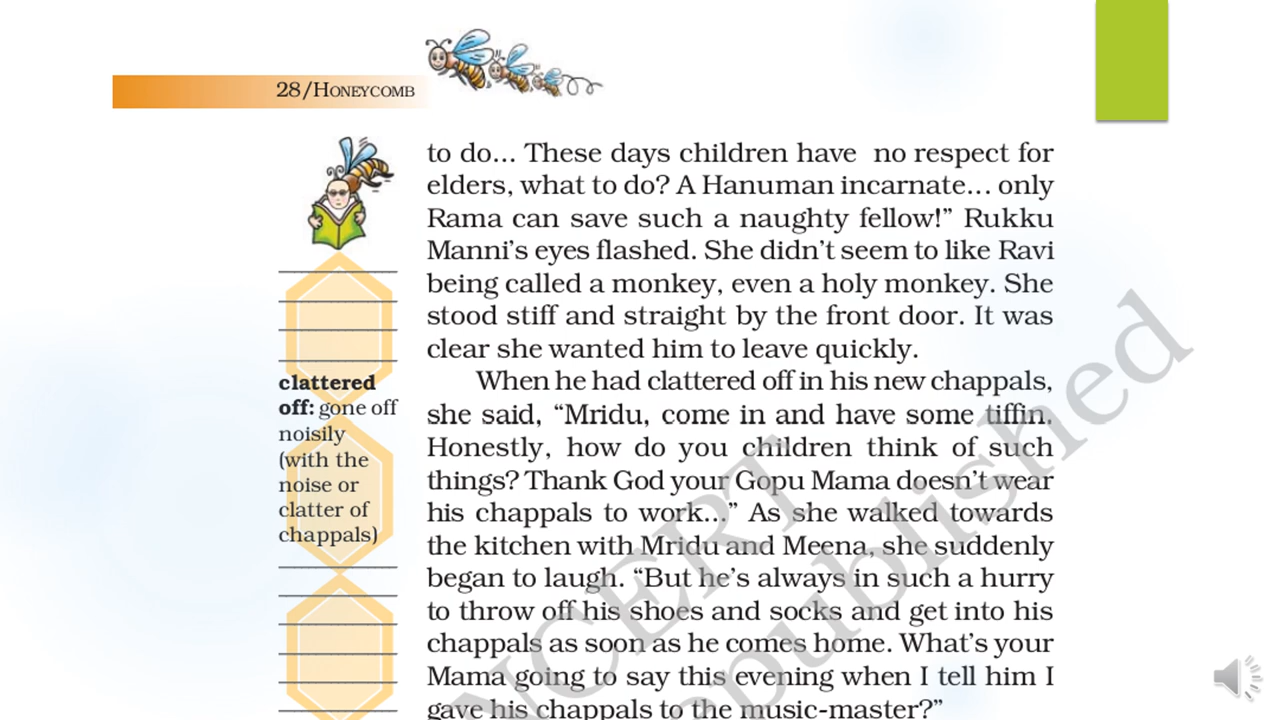 28/HONEYCOMB
to do... These days children have no respect for
elders, what to do? A Hanuman incarnate... only
Rama can save such a naughty fellow!” Rukku
Manni’s eyes flashed. She didn’t seem to like Ravi
being called a monkey, even a holy monkey. She
stood stiff and straight by the front door. It was
clear she wanted him to leave quickly.
When he had clattered off in his new chappals,
she said, “Mridu, come in and have some tiffin.
Honestly, how do you children think of such
things? Thank God your Gopu Mama doesn’t wear
his chappals to work...” As she walked towards
the kitchen with Mridu and Meena, she suddenly
began to laugh. “But he’s always in such a hurry
to throw off his shoes and socks and get into his
chappals as soon as he comes home. What’s your
Mama going to say this evening when I tell him I
gave his chappals to the music-master?”
clattered
off: gone off
noisily
(with the
noise or
clatter of
chappals)
NCERT
published